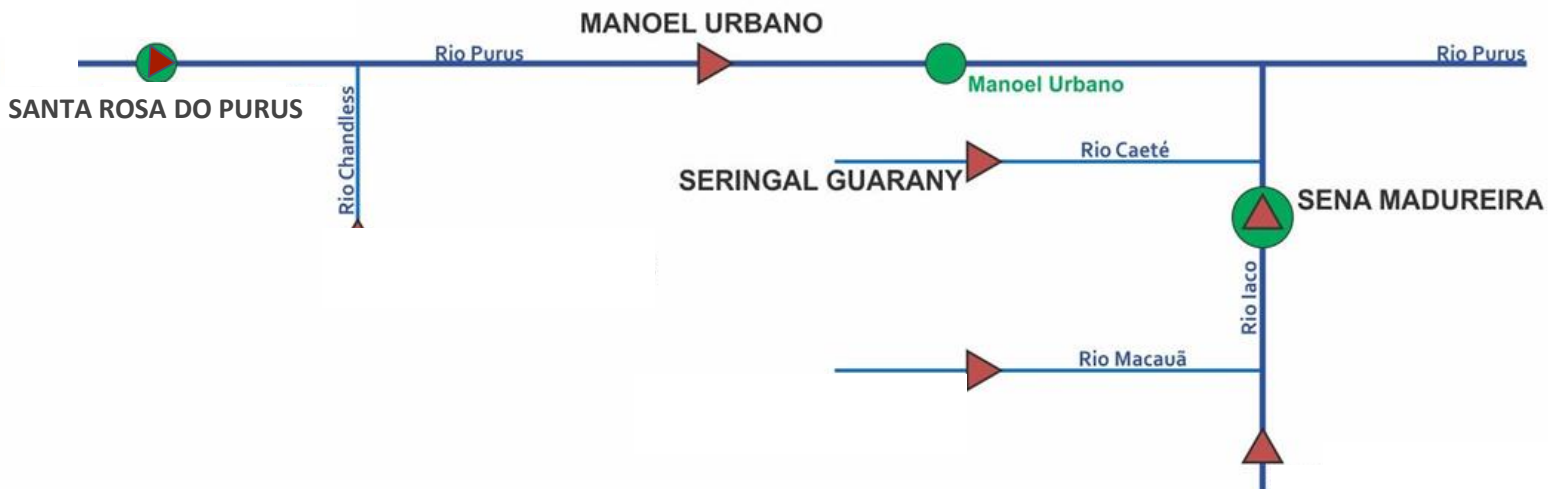 MANOEL URBANO
Rio Purus
Rio Purus
Manoel Urbano
SANTA ROSA DO PURUS
Rio Chandless
Rio Caeté
SERINGAL GUARANY
SENA MADUREIRA
Rio Iaco
Rio Macauã